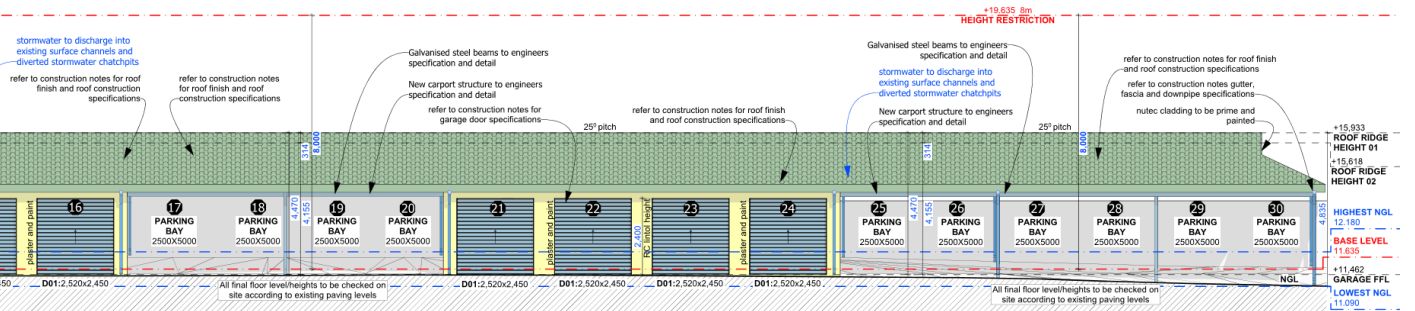 +19.635 8m
HEIGHT RESTRICTION
stormwater to discharge into
existing surface channels and
diverted stormwater chatchpits
refer to construction notes for roof
finish and roof construction
specifications
refer to construction notes
for roof finish and roof
construction specifications
Galvanised steel beams to engineers
specification and detail
New carport structure to engineers
specification and detail
refer to construction notes for
garage door specifications
refer to construction notes for roof finish
and roof construction specifications
Galvanised steel beams to engineers
specification and detail
stormwater to discharge into
existing surface channels and
diverted stormwater chatchpits
New carport structure to engineers
specification and detail
refer to construction notes for roof finish
and roof construction specifications
refer to construction notes gutter,
fascia and downpipe specifications
nutec cladding to be prime and
painted
25° pitch
25° pitch
314
8,000
314
8,000
+15,933
ROOF RIDGE
HEIGHT 01
+15,618
ROOF RIDGE
HEIGHT 02
HIGHEST NGL
12.180
BASE LEVEL
11.635
+11,462
GARAGE FFL
LOWEST NGL
11.090
plaster and paint
16
plaster and paint
17
PARKING
BAY
2500X5000
18
PARKING
BAY
2500X5000
4,470
4,155
19
PARKING
BAY
2500X5000
20
PARKING
BAY
2500X5000
21
plaster and paint
22
2,400
RC lintol height
23
plaster and paint
24
25
PARKING
BAY
2500X5000
4,470
4,155
26
PARKING
BAY
2500X5000
27
PARKING
BAY
2500X5000
28
PARKING
BAY
2500X5000
29
PARKING
BAY
2500X5000
30
PARKING
BAY
2500X5000
4,835
NGL
450
D01:2,520x2,450
All final floor level/heights to be checked on
site according to existing paving levels
D01:2,520x2,450
D01:2,520x2,450
D01:2,520x2,450
D01:2,520x2,450
All final floor level/heights to be checked on
site according to existing paving levels